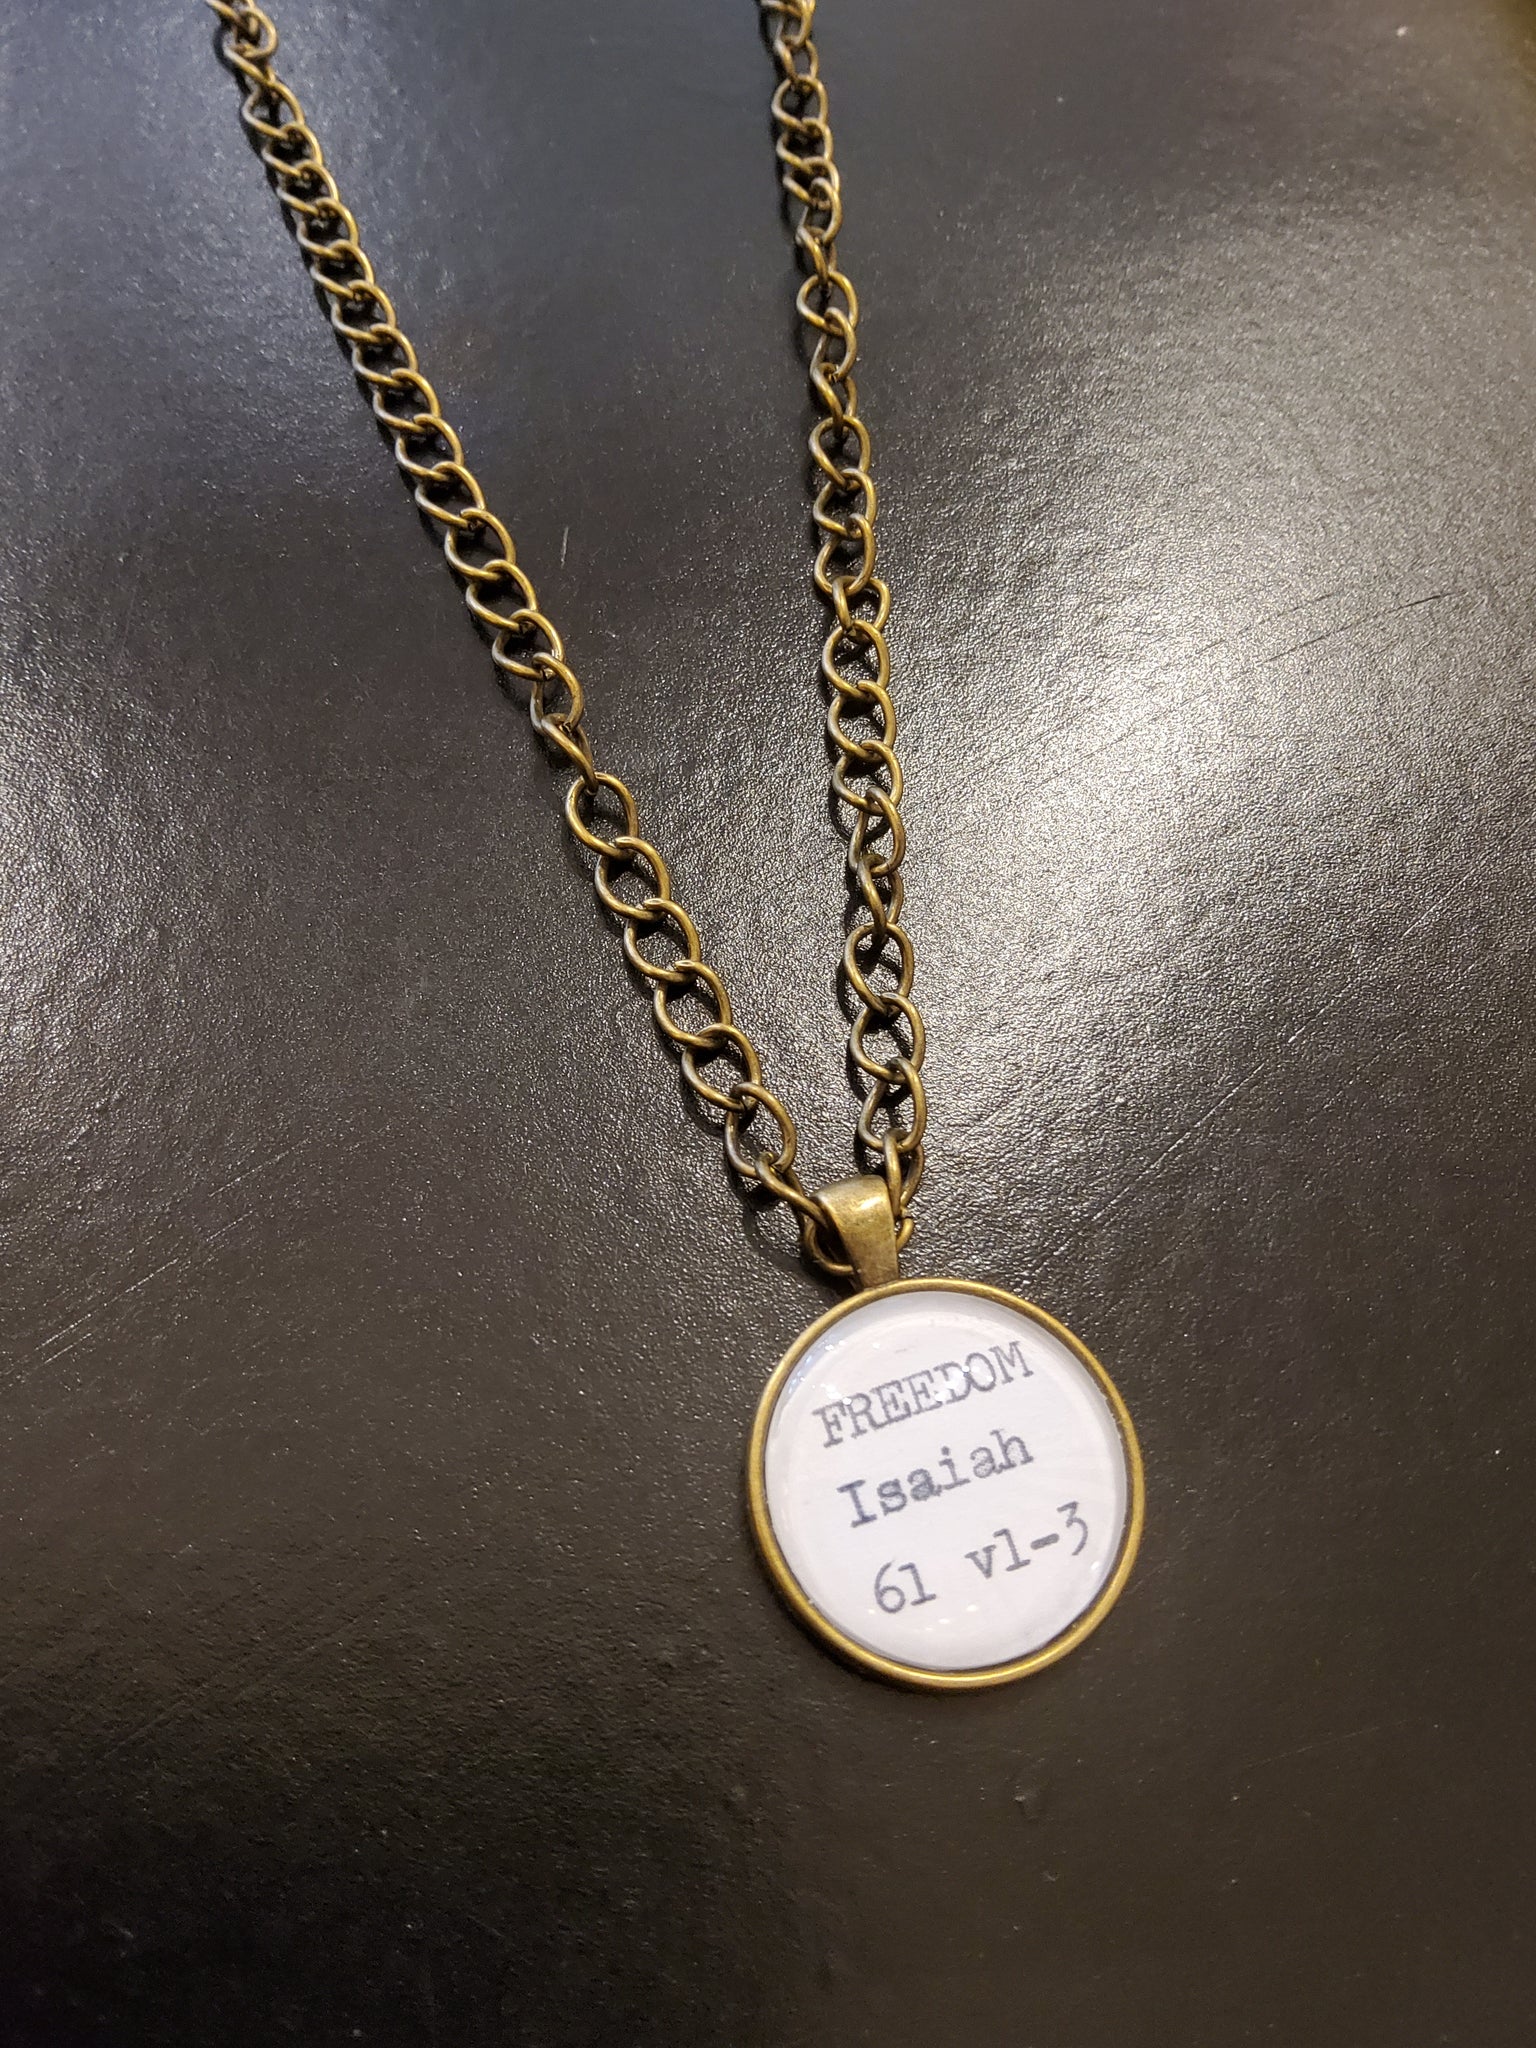 FREEDOM
Isaiah
61 v1-3